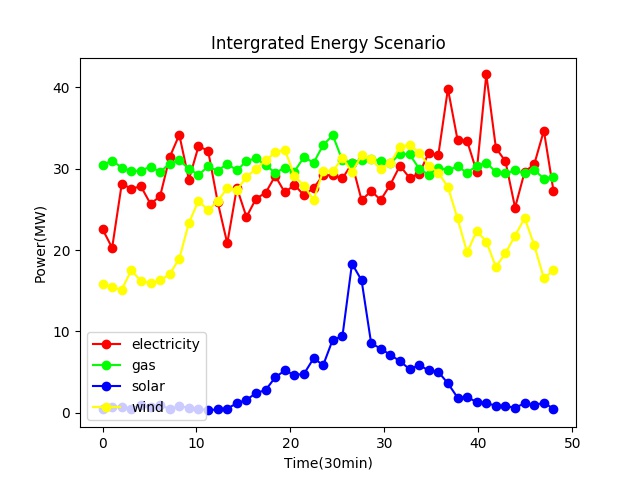 Intergrated Energy Scenario
Power(MW)
40
30
20
10
0
electricity
gas
solar
wind
0 10 20 30 40 50
Time(30min)